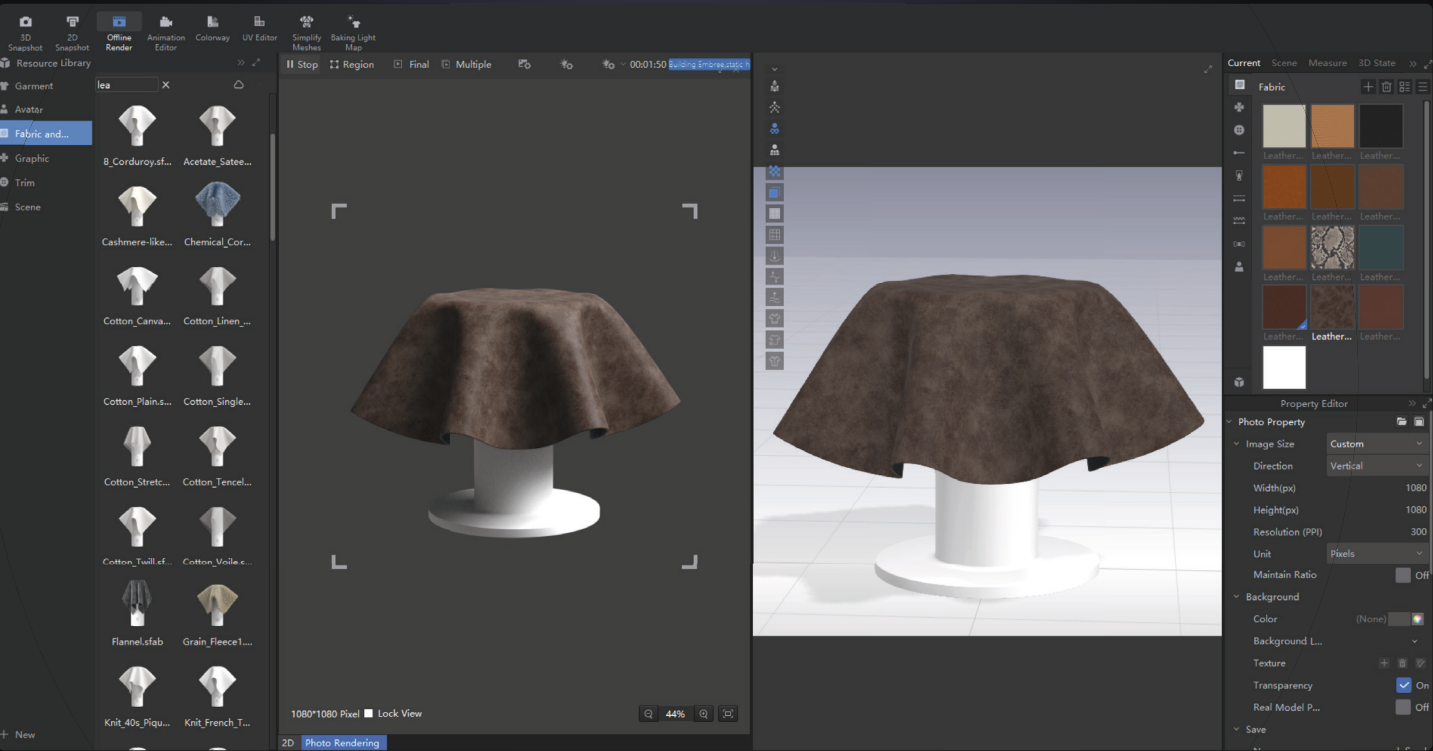 3D Snapshot
2D Snapshot
Offline Render
Animation Editor
Colorway
UV Editor
Simplify Meshes
Baking Light Map
Resource Library
lea
Garment
Avatar
Fabric and...
Graphic
Trim
Scene
New
8_Corduroy.sf...
Acetate_Satee...
Cashmere-like...
Chemical_Cor...
Cotton_Canva...
Cotton_Linen_...
Cotton_Plain.s...
Cotton_Single...
Cotton_Stretc...
Cotton_Tencel...
Cotton_Twill.sf...
Cotton_Voile.s...
Flannel.sfab
Grain_Fleece1....
Knit_40s_Piqu...
Knit_French_T...
Stop
Region
Final
Multiple
00:01:50
Building Embree static h
1080*1080 Pixel
Lock View
44%
2D
Photo Rendering
Current
Scene
Measure
3D State
Fabric
Leather...
Leather...
Leather...
Leather...
Leather...
Leather...
Leather...
Leather...
Leather...
Leather...
Leather...
Leather...
Property Editor
Photo Property
Image Size
Custom
Direction
Vertical
Width(px)
1080
Height(px)
1080
Resolution (PPI)
300
Unit
Pixels
Maintain Ratio
Off
Background
Color
(None)
Background L...
Texture
Transparency
On
Real Model P...
Off
Save